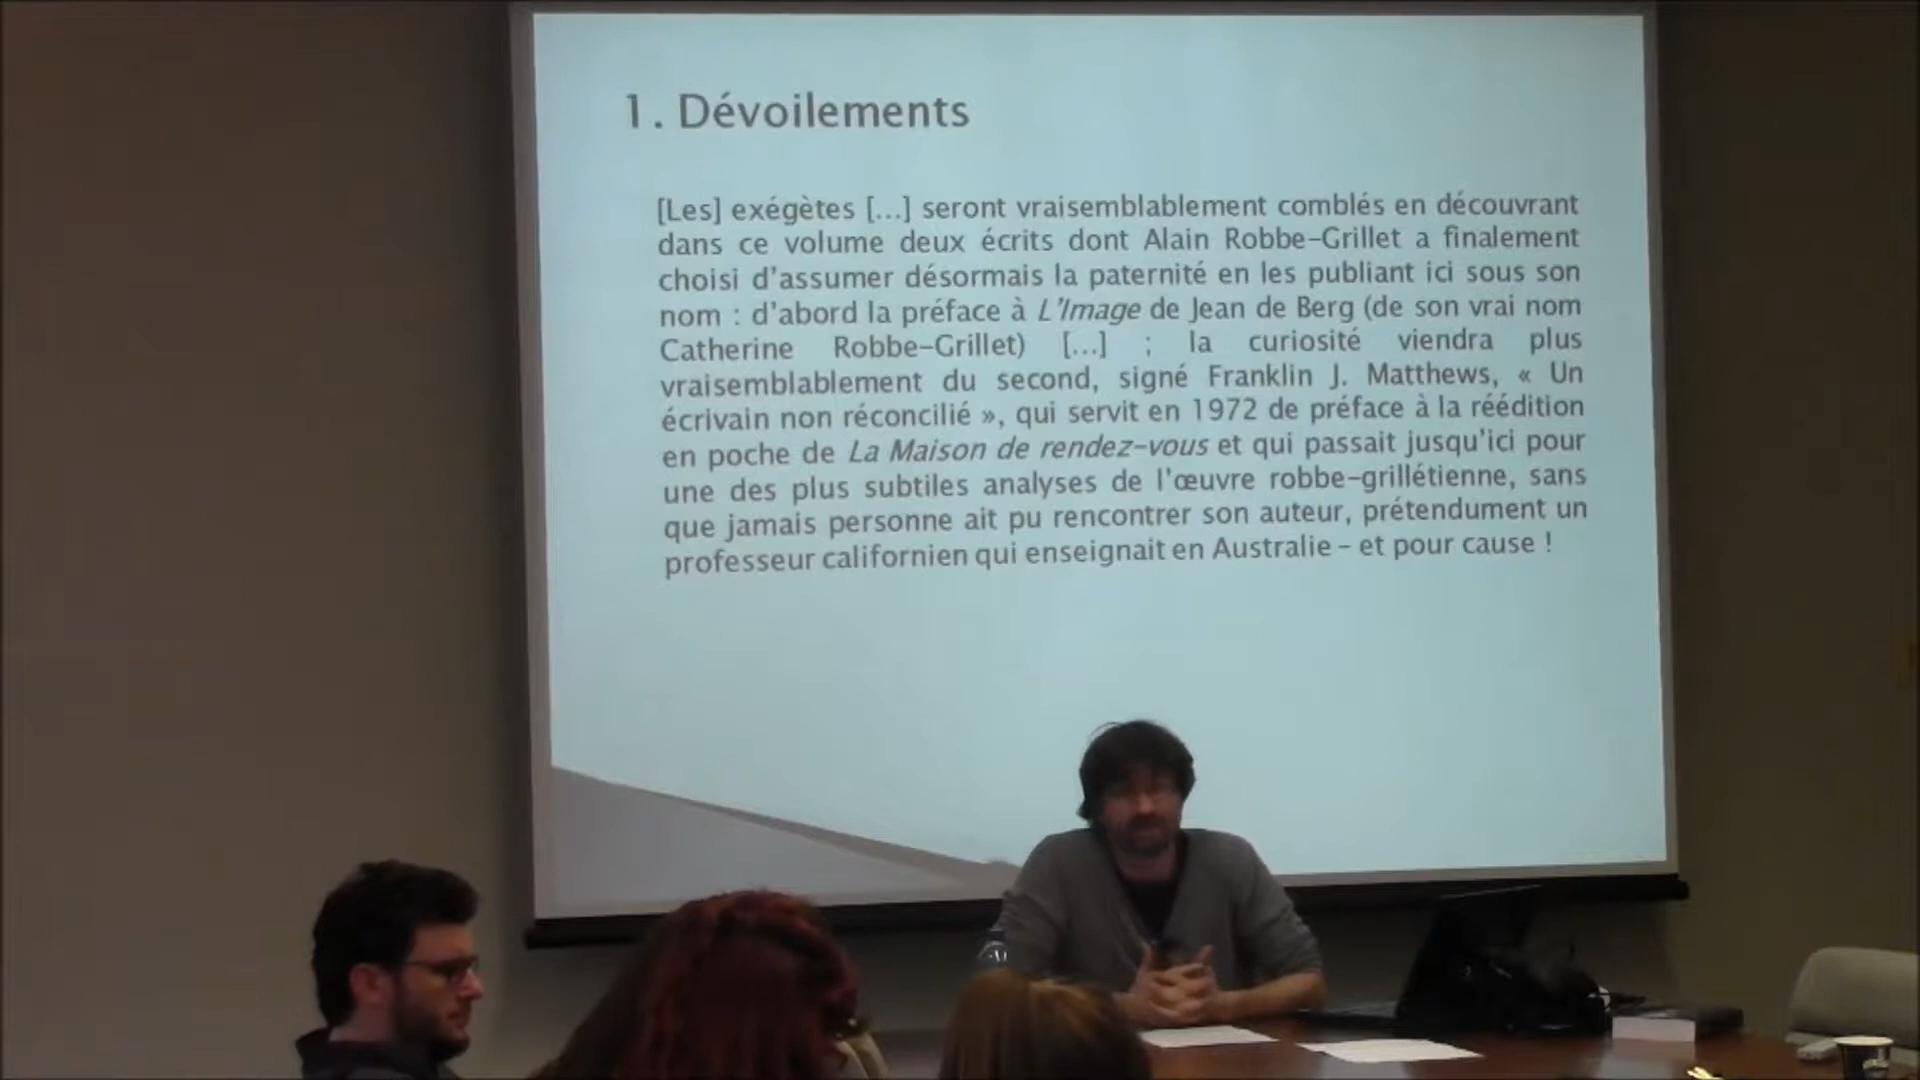 1. Dévoilements
[Les] exégètes [...] seront vraisemblablement comblés en découvrant
dans ce volume deux écrits dont Alain Robbe-Grillet a finalement
choisi d'assumer désormais la paternité en les publiant ici sous son
nom : d'abord la préface à L'Image de Jean de Berg (de son vrai nom
Catherine Robbe-Grillet) [...] ; la curiosité viendra plus
vraisemblablement du second, signé Franklin J. Matthews, « Un
écrivain non réconcilié », qui servit en 1972 de préface à la réédition
en poche de La Maison de rendez-vous et qui passait jusqu'ici pour
une des plus subtiles analyses de l'œuvre robbe-grillétienne, sans
que jamais personne ait pu rencontrer son auteur, prétendument un
professeur californien qui enseignait en Australie - et pour cause !